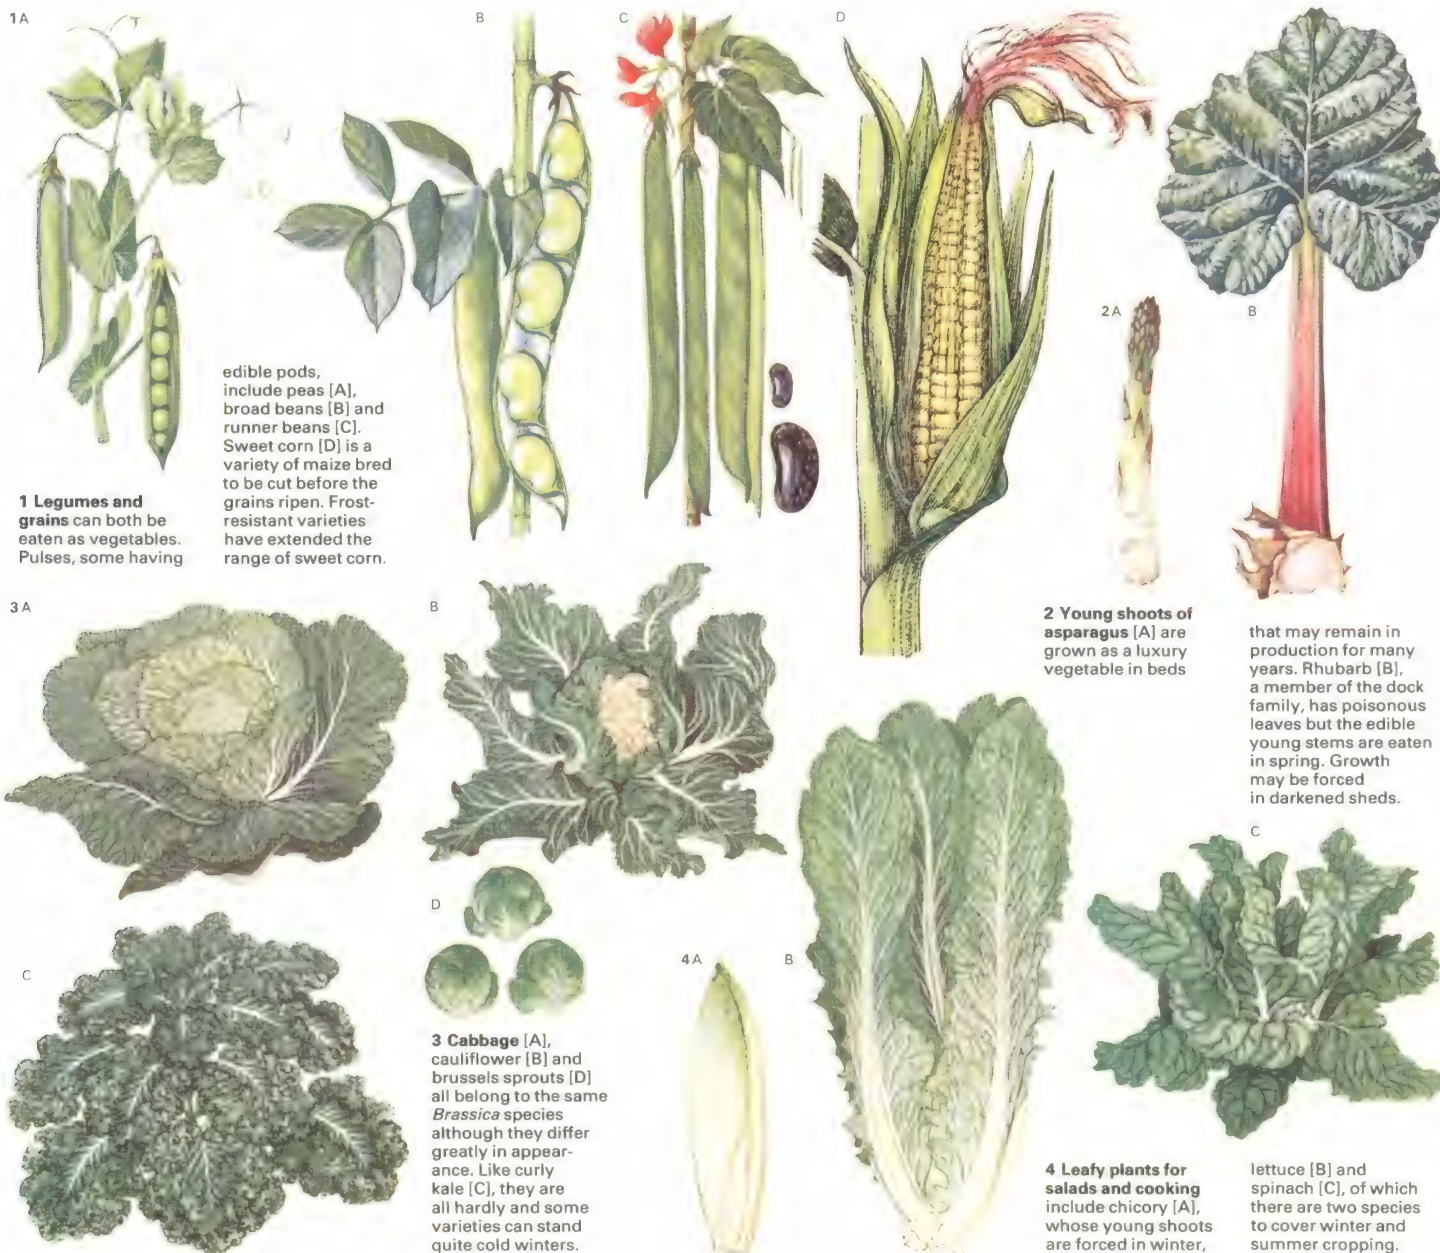 1A
B
C
D
2A
B
1 Legumes and
grains can both be
eaten as vegetables.
Pulses, some having
edible pods,
include peas [A],
broad beans [B] and
runner beans [C].
Sweet corn [D] is a
variety of maize bred
to be cut before the
grains ripen. Frost-
resistant varieties
have extended the
range of sweet corn.
2 Young shoots of
asparagus [A] are
grown as a luxury
vegetable in beds
that may remain in
production for many
years. Rhubarb [B],
a member of the dock
family, has poisonous
leaves but the edible
young stems are eaten
in spring. Growth
may be forced
in darkened sheds.
3A
B
C
D
3 Cabbage [A],
cauliflower [B] and
brussels sprouts [D]
all belong to the same
Brassica species
although they differ
greatly in appear-
ance. Like curly
kale [C], they are
all hardly and some
varieties can stand
quite cold winters.
4A
B
C
4 Leafy plants for
salads and cooking
include chicory [A],
whose young shoots
are forced in winter,
lettuce [B] and
spinach [C], of which
there are two species
to cover winter and
summer cropping.